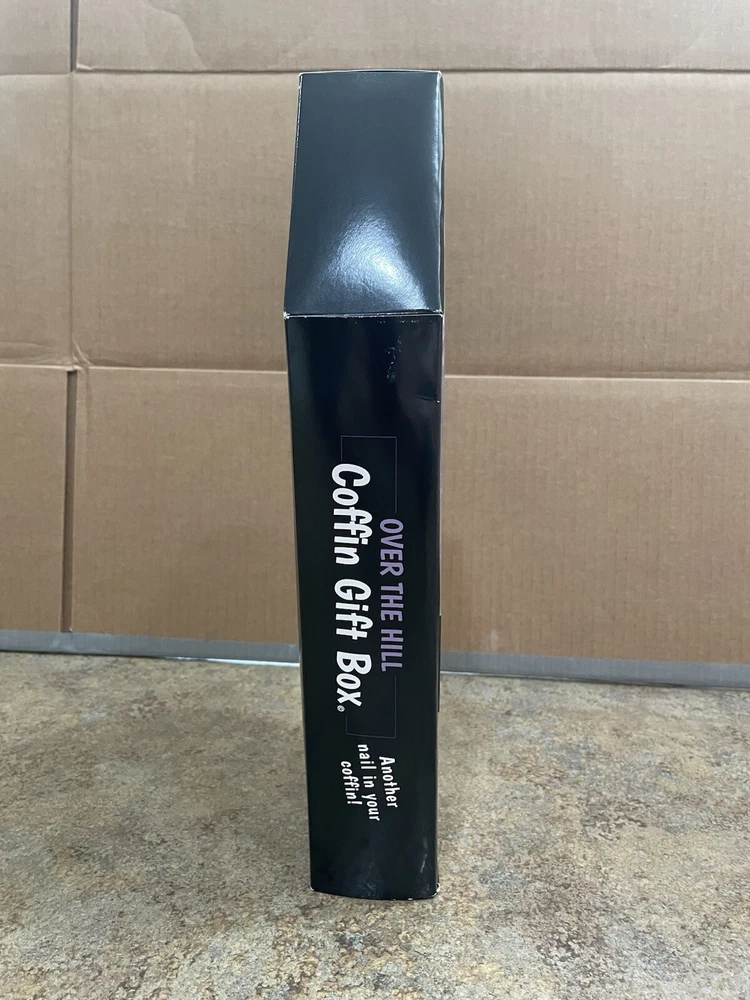 OVER THE HILL
Coffin Gift Box®
Another
nail in your
coffin!